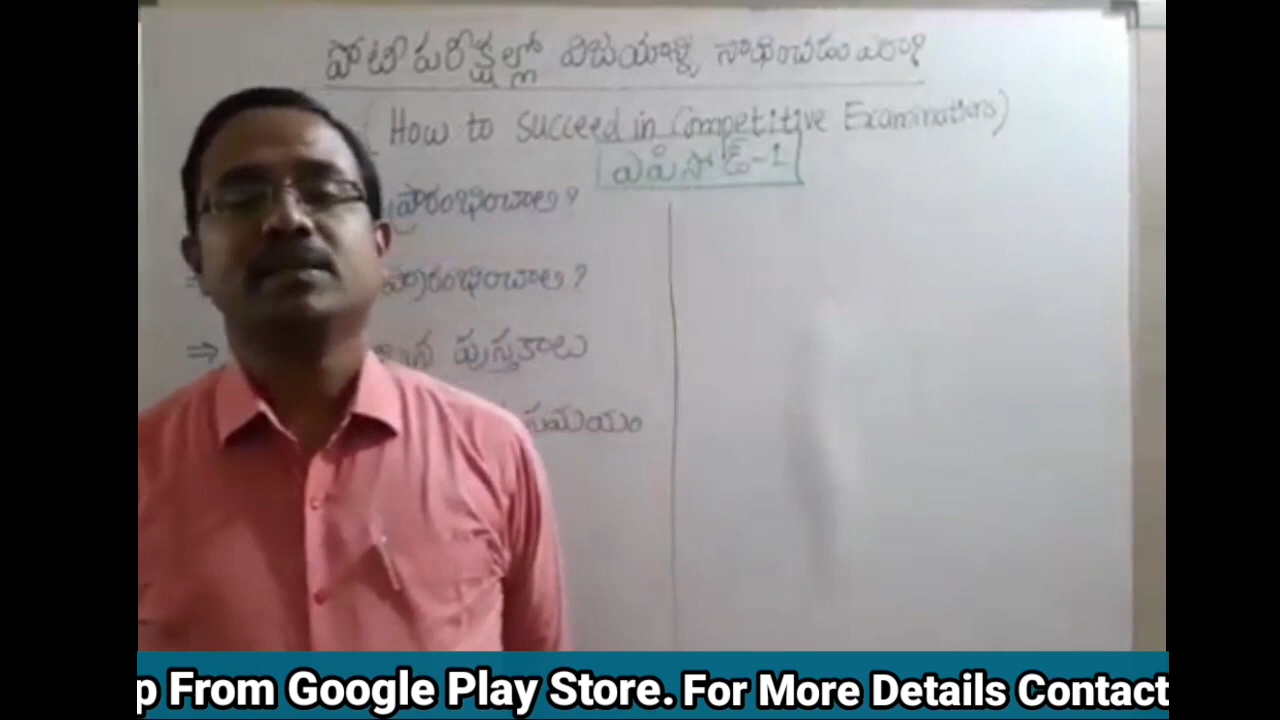 పోటీ పరీక్షల్లో విజయాన్ని సాధించడం ఎలా?
( How to succeed in Competitive Examinations)
ఎపిసోడ్-1
ప్రారంభించాలి?
ప్రారంభించాలి?
⇒ పుస్తకాలు
సమయం
p From Google Play Store. For More Details Contact